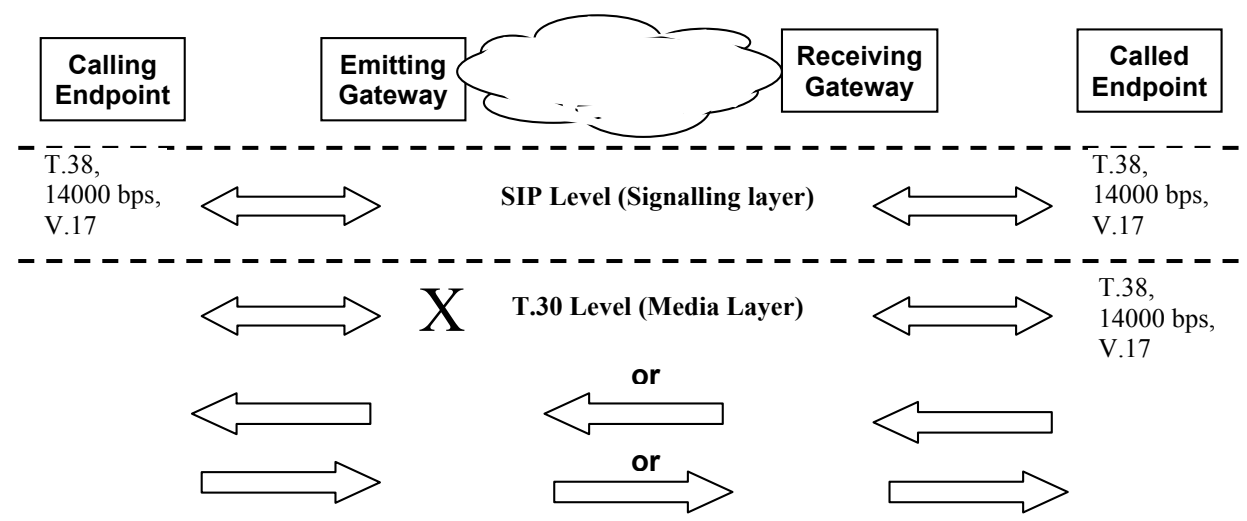 Calling
Endpoint
Emitting
Gateway
Receiving
Gateway
Called
Endpoint
T.38,
14000 bps,
V.17
SIP Level (Signalling layer)
T.38,
14000 bps,
V.17
X
T.30 Level (Media Layer)
T.38,
14000 bps,
V.17
or
or